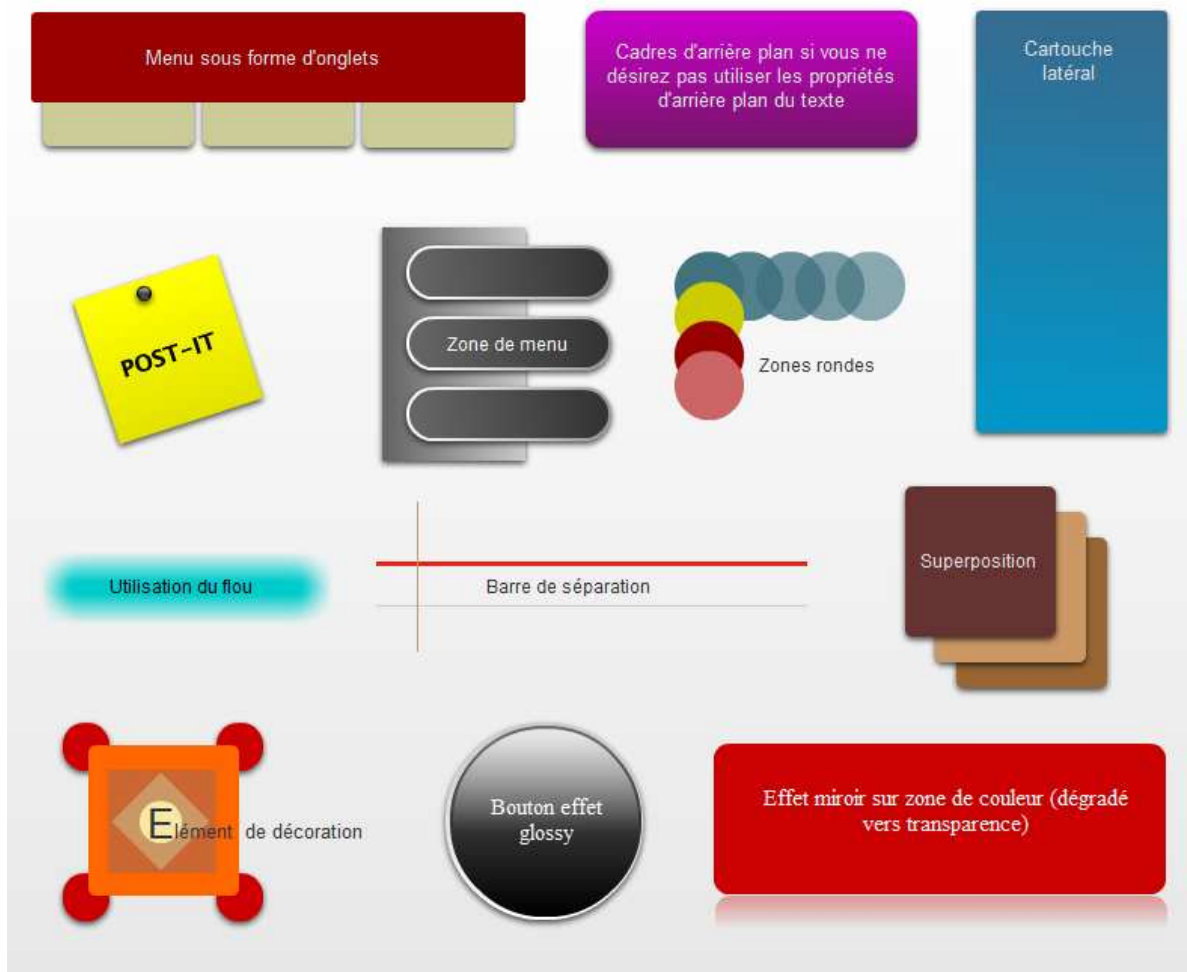 Menu sous forme d'onglets
Cadres d'arrière plan si vous ne
désirez pas utiliser les propriétés
d'arrière plan du texte
Cartouche
latéral
POST-IT
Zone de menu
Zones rondes
Utilisation du flou
Barre de séparation
Superposition
Elément de décoration
Bouton effet
glossy
Effet miroir sur zone de couleur (dégradé
vers transparence)